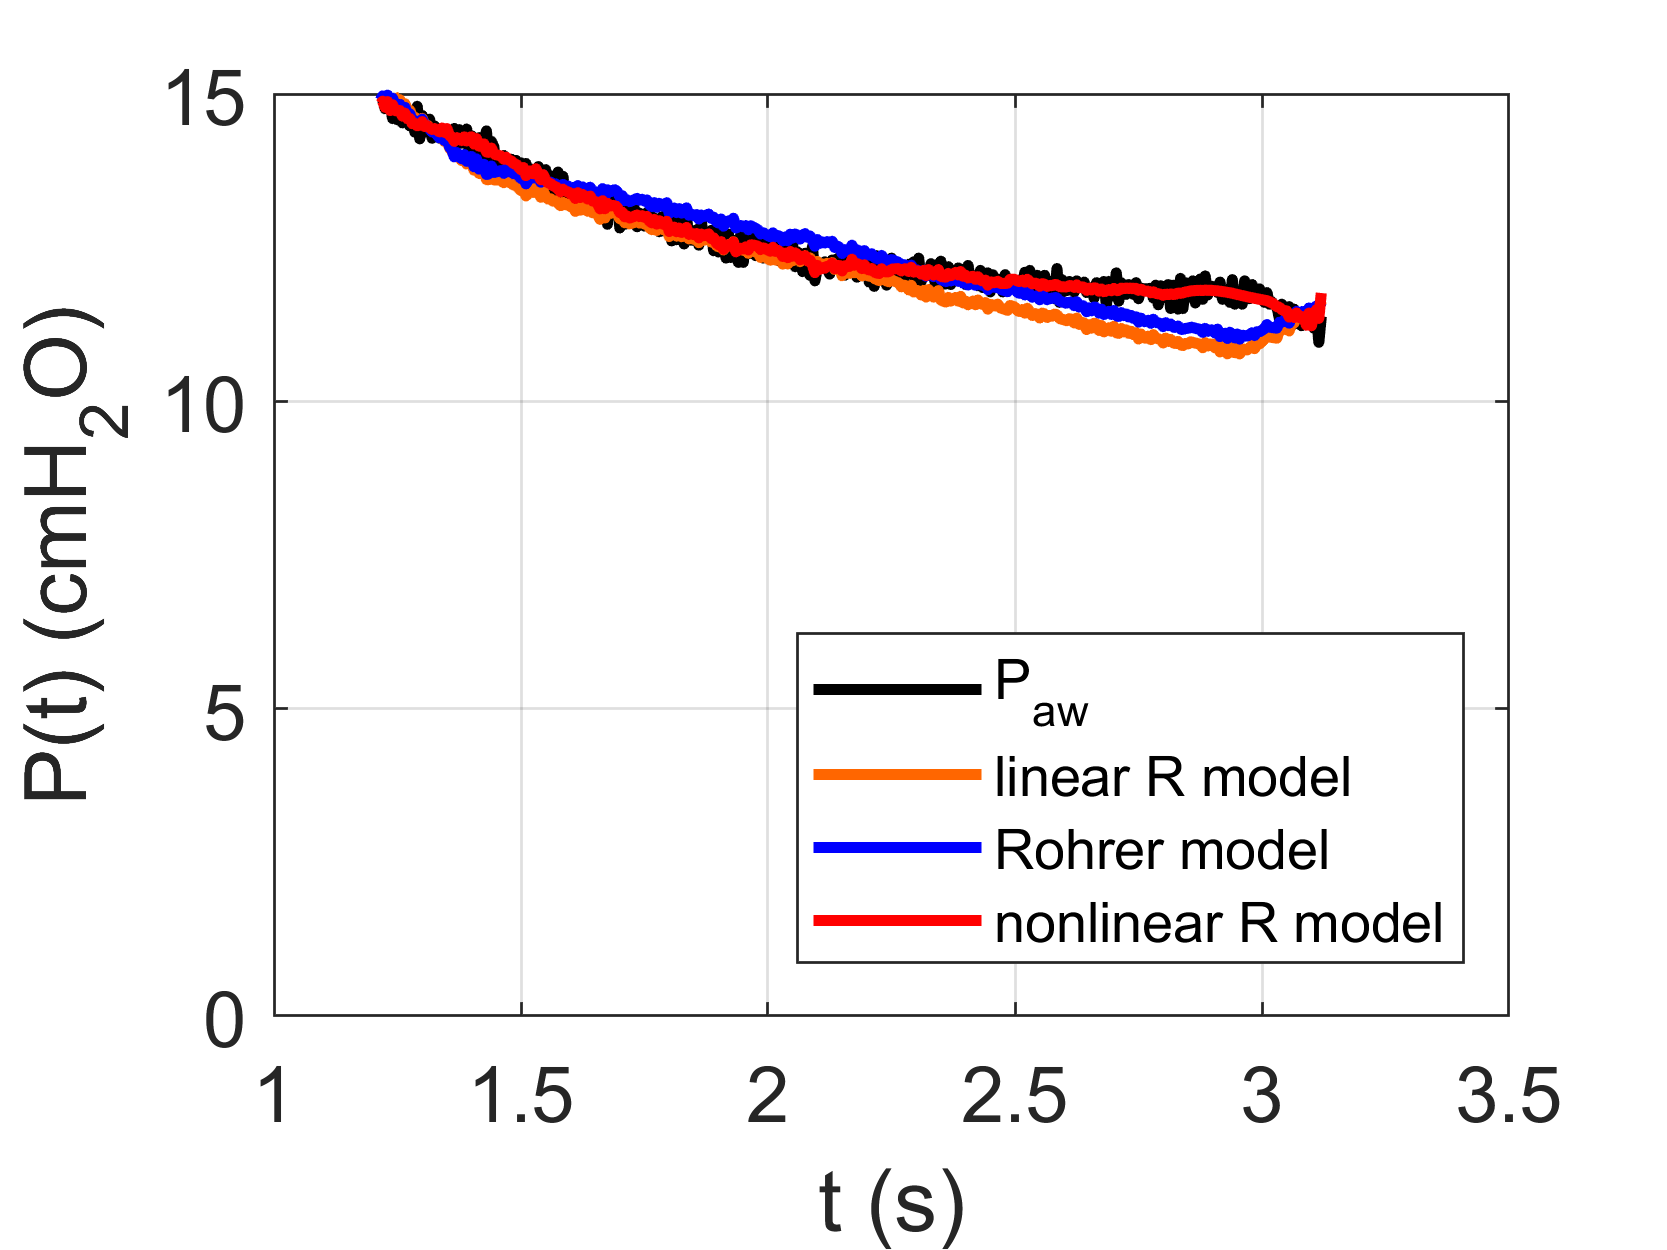 P(t) (cmH2O)
15
10
5
0
Paw
linear R model
Rohrer model
nonlinear R model
1 1.5 2 2.5 3 3.5
t (s)